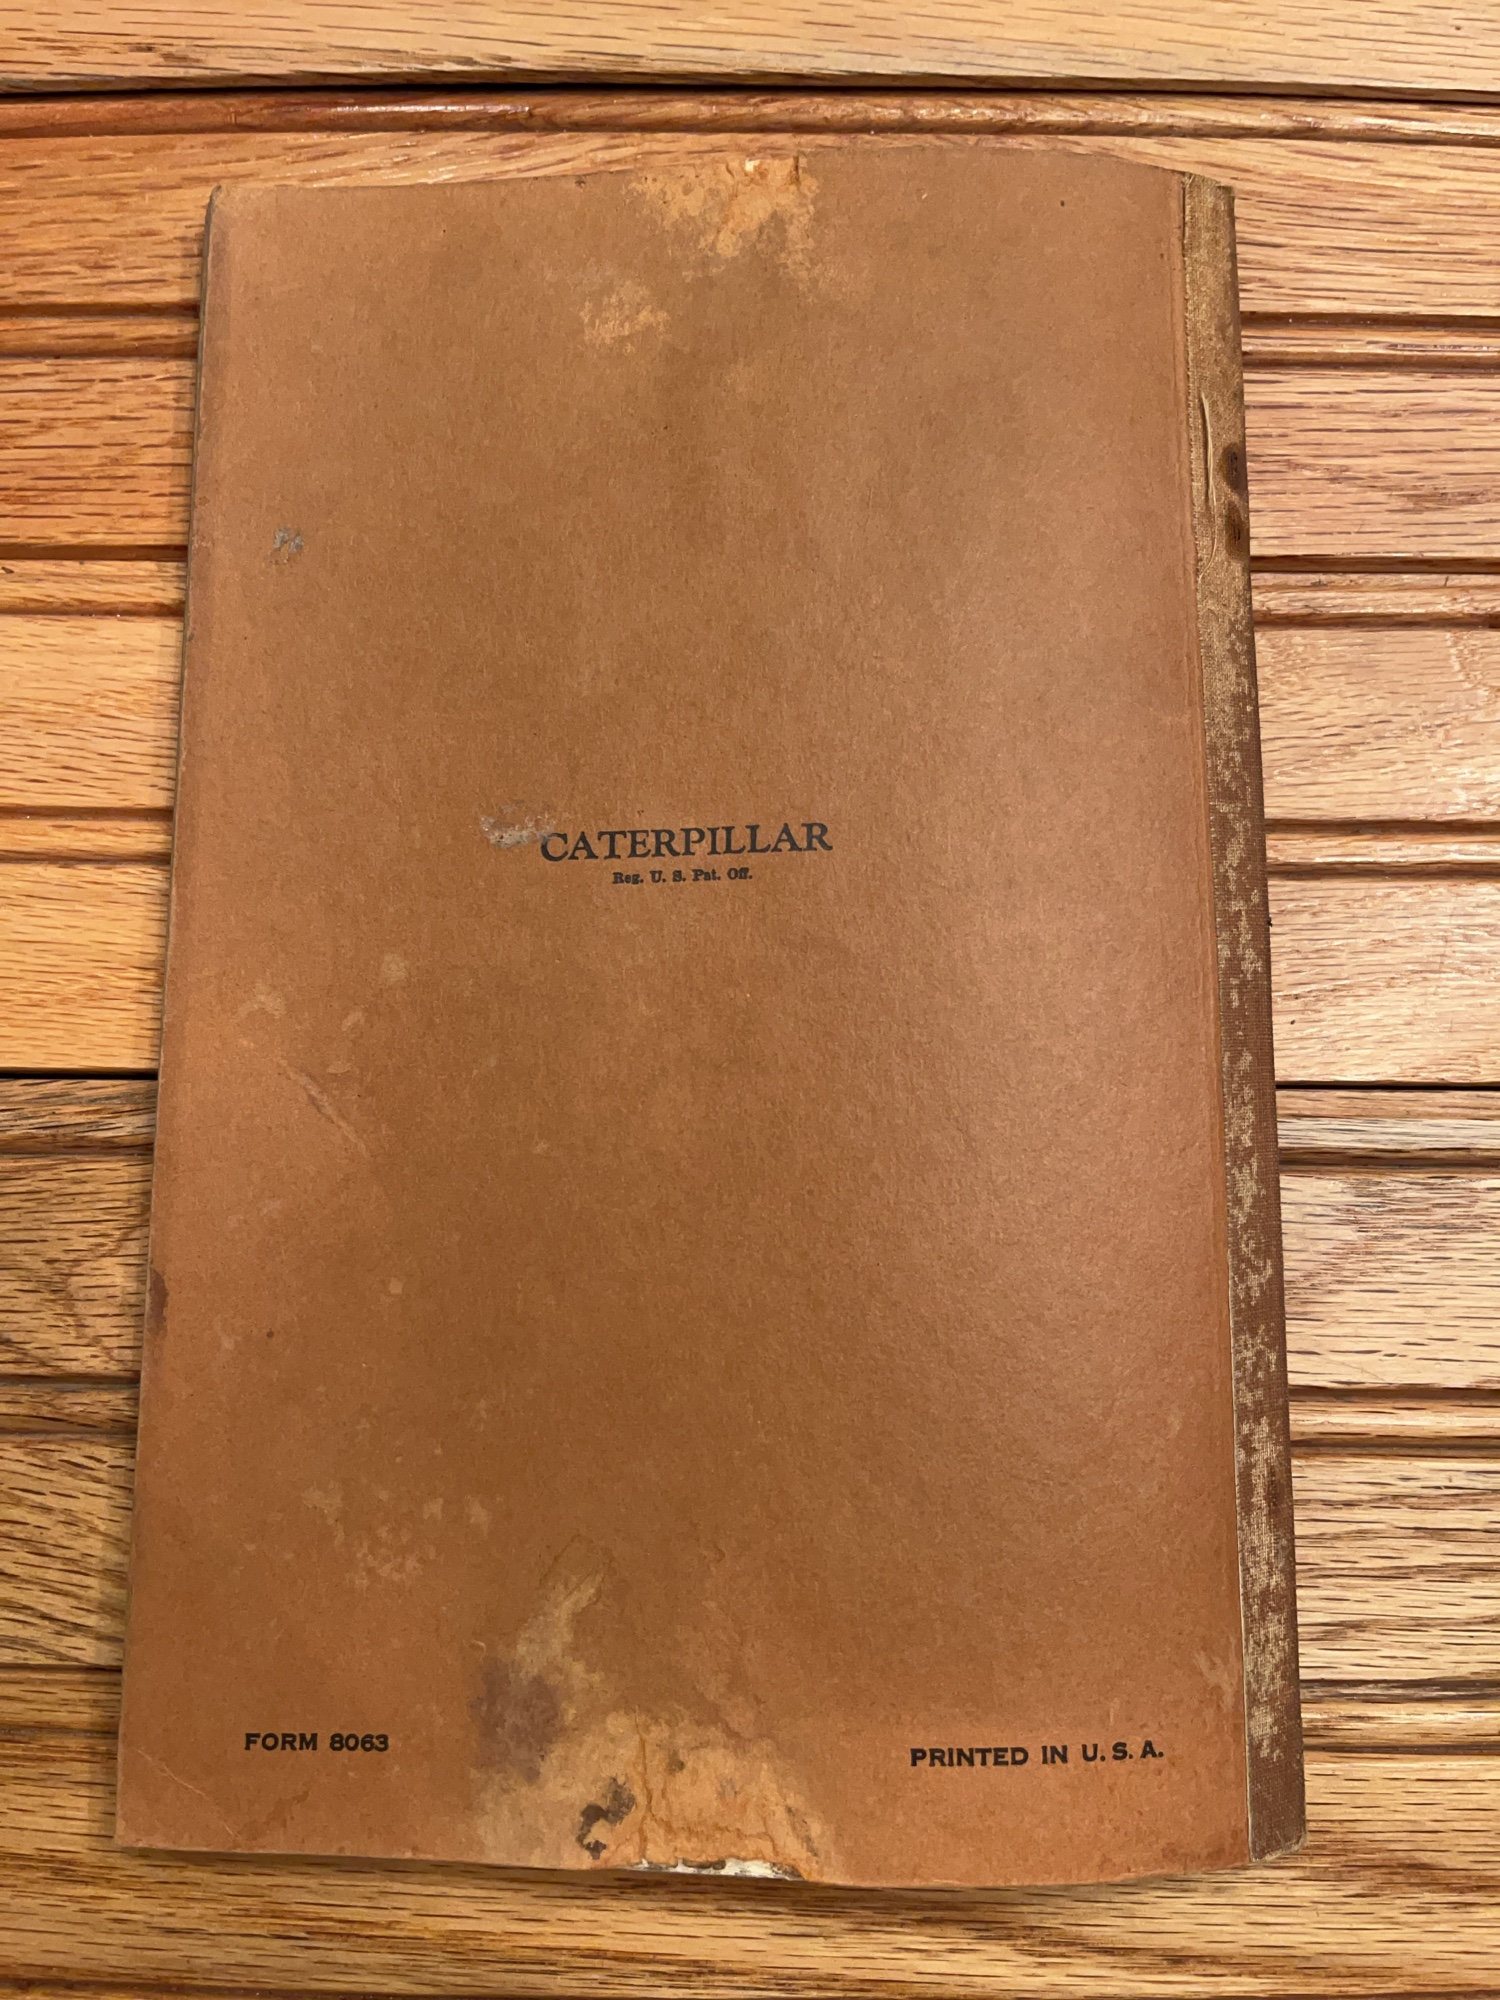 CATERPILLAR
Reg. U. S. Pat. Off.
FORM 8063
PRINTED IN U. S. A.